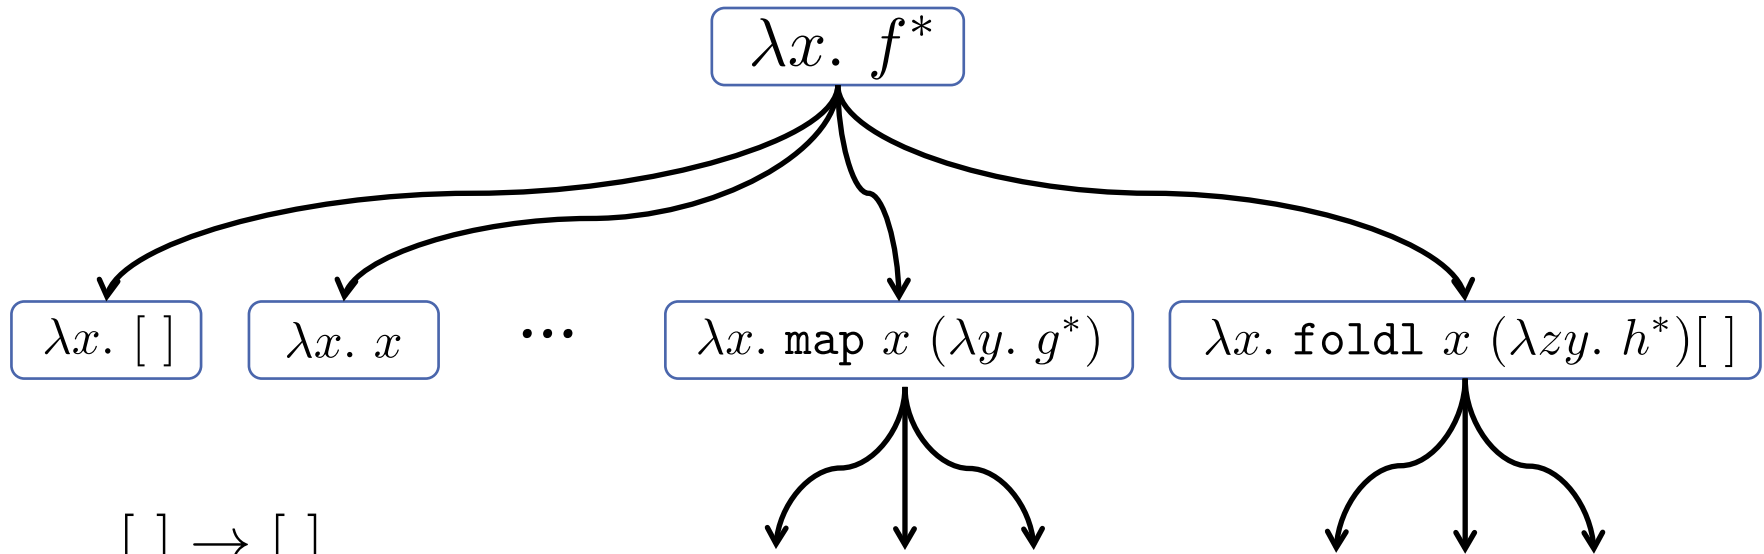 λx. f*
λx. [ ]
λx. x
...
λx. map x (λy. g*)
λx. foldl x (λzy. h*)[ ]
[ ] → [ ]